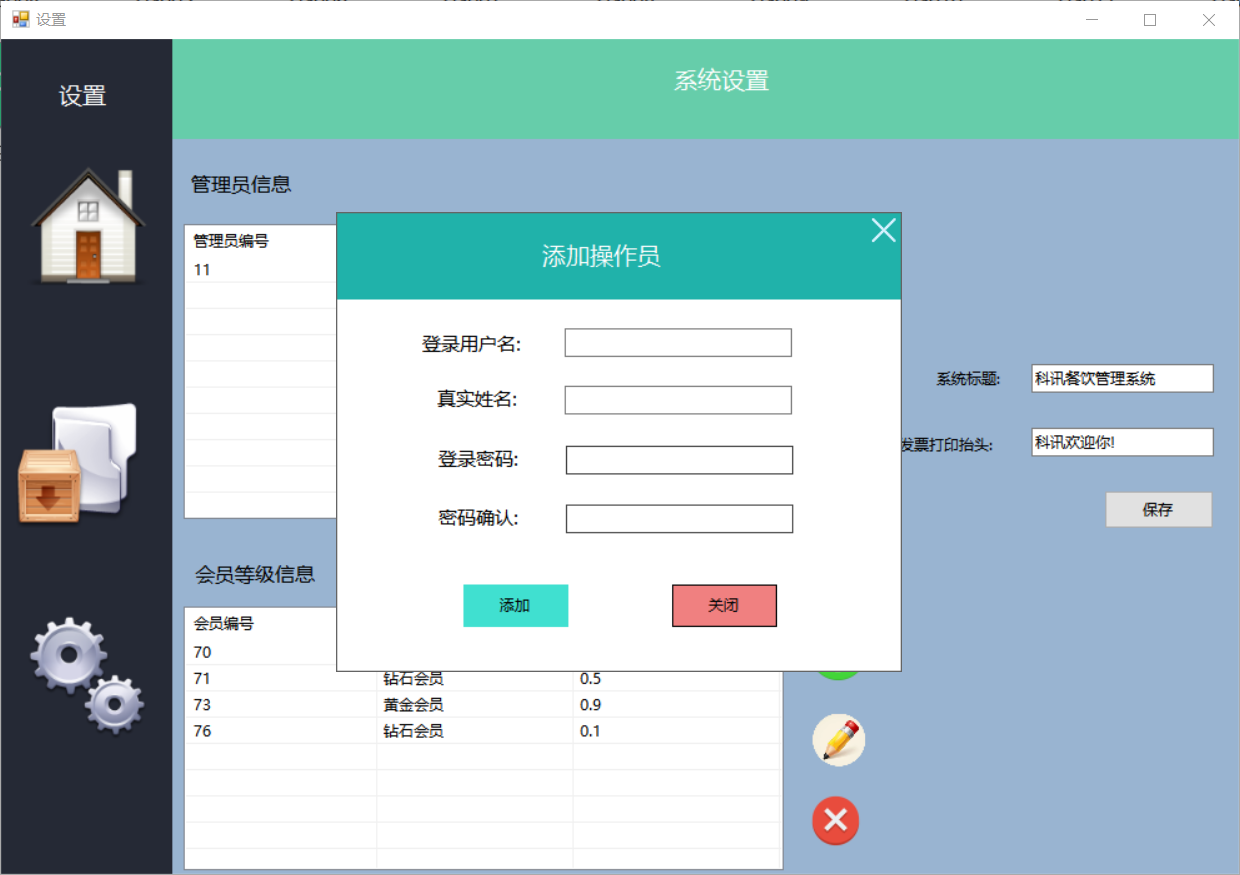 设置
设置
系统设置
管理员信息
管理员编号
11
添加操作员
登录用户名:
真实姓名:
登录密码:
密码确认:
添加
关闭
系统标题:
科讯餐饮管理系统
发票打印抬头:
科讯欢迎你!
保存
会员等级信息
会员编号
70
71 钻石会员 0.5
73 黄金会员 0.9
76 钻石会员 0.1